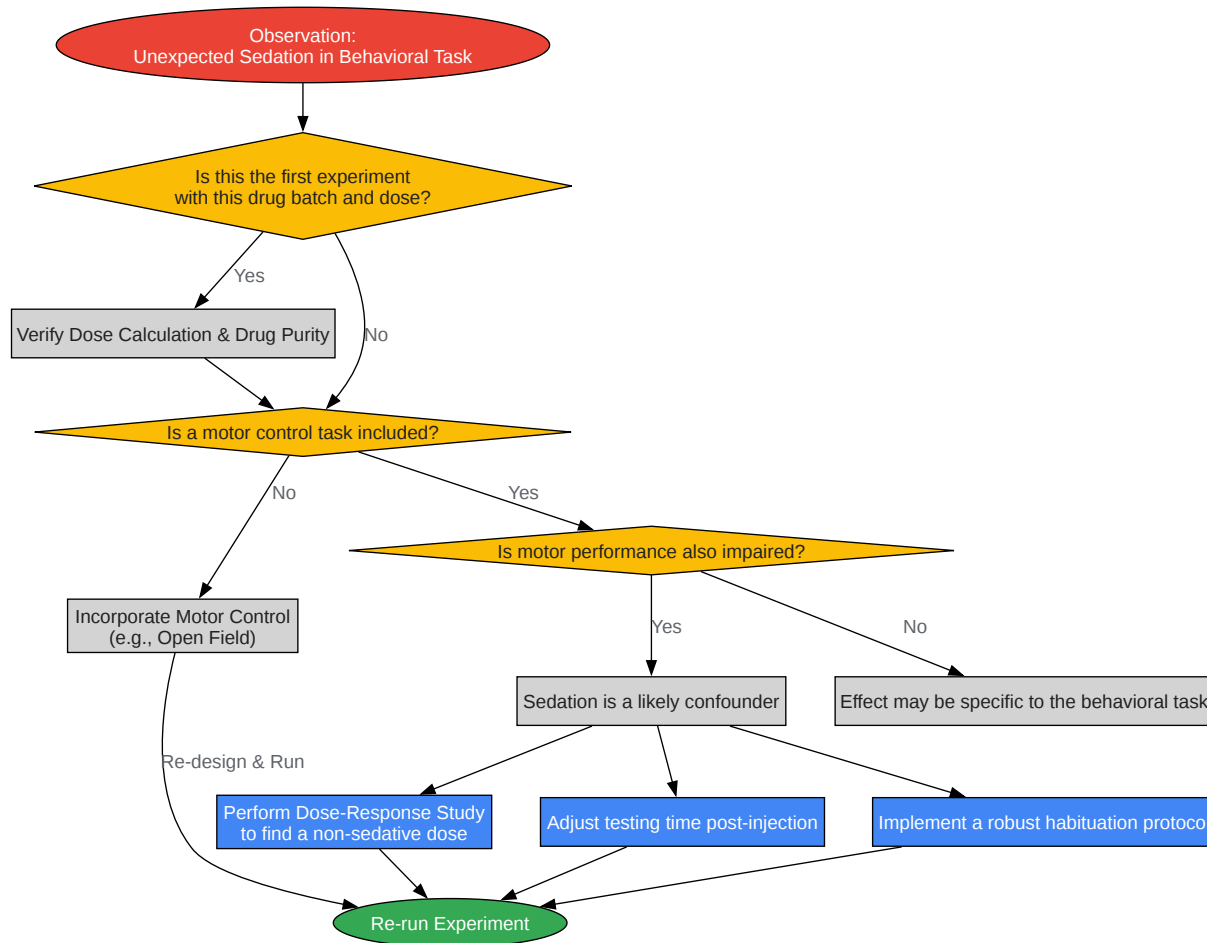 Observation:
Unexpected Sedation in Behavioral Task
Is this the first experiment
with this drug batch and dose?
Yes
Verify Dose Calculation & Drug Purity
No
Is a motor control task included?
No
Yes
Is motor performance also impaired?
Incorporate Motor Control
(e.g., Open Field)
Yes
No
Sedation is a likely confounder
Effect may be specific to the behavioral task
Re-design & Run
Perform Dose-Response Study
to find a non-sedative dose
Adjust testing time post-injection
Implement a robust habituation protoco
Re-run Experiment